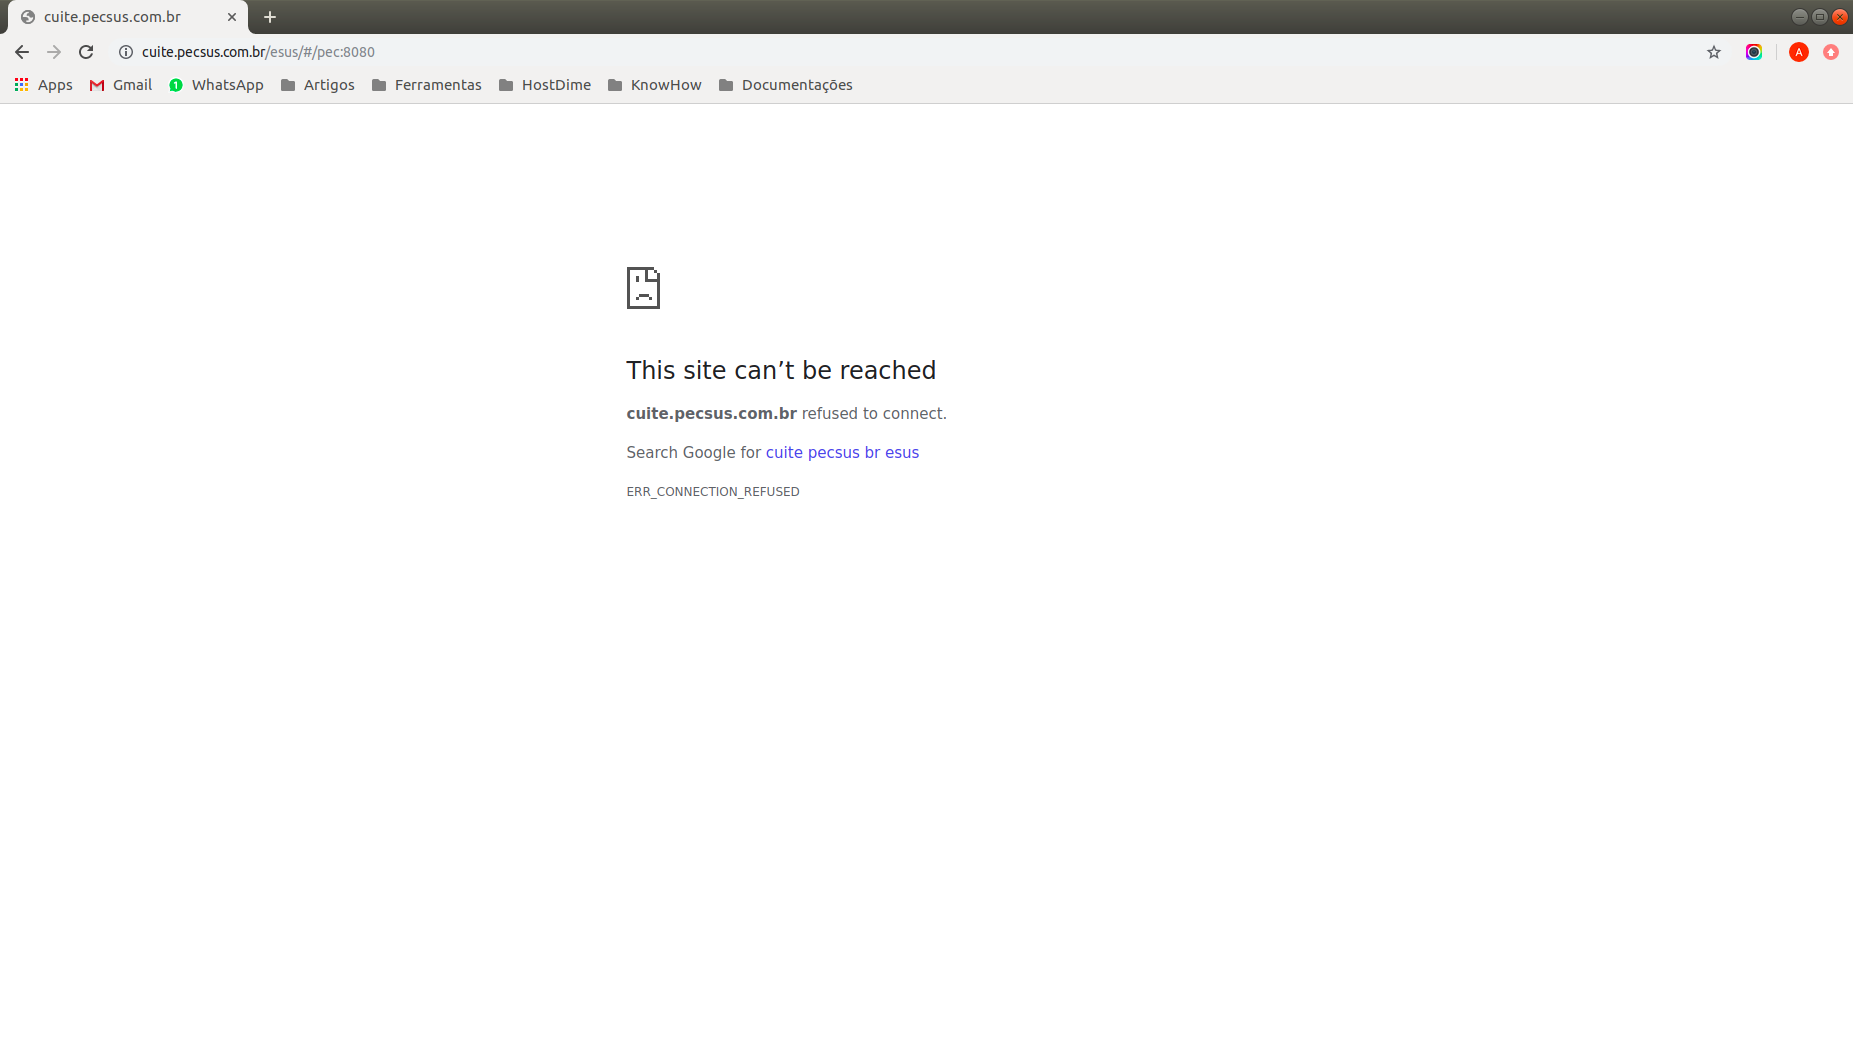 cuite.pecsus.com.br
cuite.pecsus.com.br/esus/#/pec:8080
A
Apps Gmail 1 WhatsApp Artigos Ferramentas HostDime KnowHow Documentações
This site can’t be reached
cuite.pecsus.com.br refused to connect.
Search Google for cuite pecsus br esus
ERR_CONNECTION_REFUSED